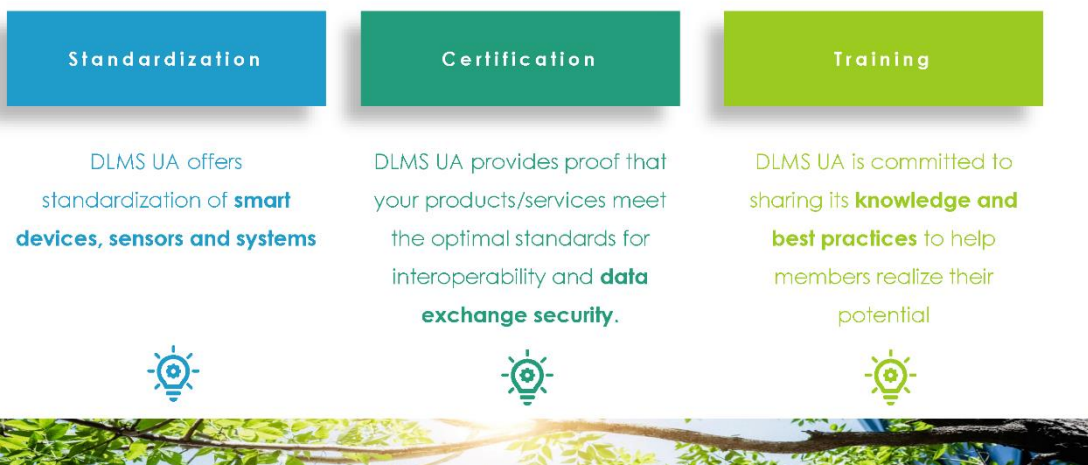 Standardization
DLMS UA offers
standardization of smart
devices, sensors and systems
Certification
DLMS UA provides proof that
your products/services meet
the optimal standards for
interoperability and data
exchange security.
Training
DLMS UA is committed to
sharing its knowledge and
best practices to help
members realize their
potential